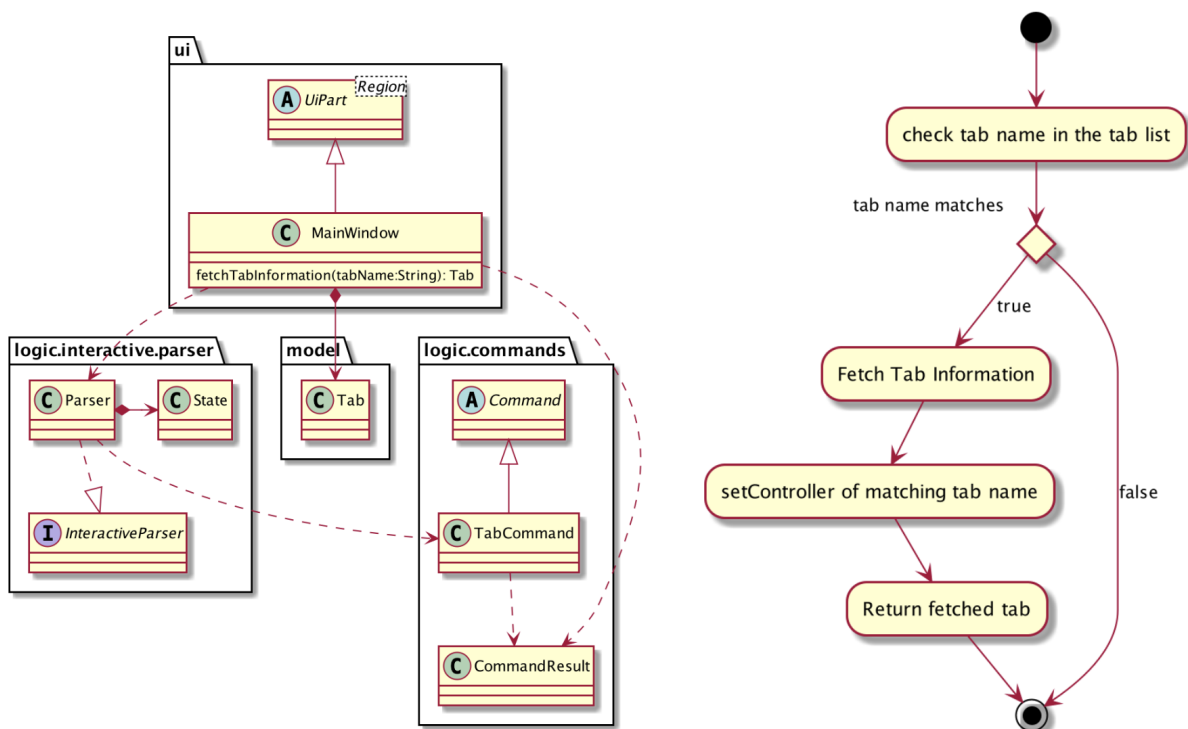 ui
Region
A UiPart
C MainWindow
fetchTabInformation(tabName:String): Tab
logic.interactive.parser
C Parser
C State
I InteractiveParser
model
C Tab
logic.commands
A Command
C TabCommand
C CommandResult
check tab name in the tab list
tab name matches
true
Fetch Tab Information
setController of matching tab name
false
Return fetched tab